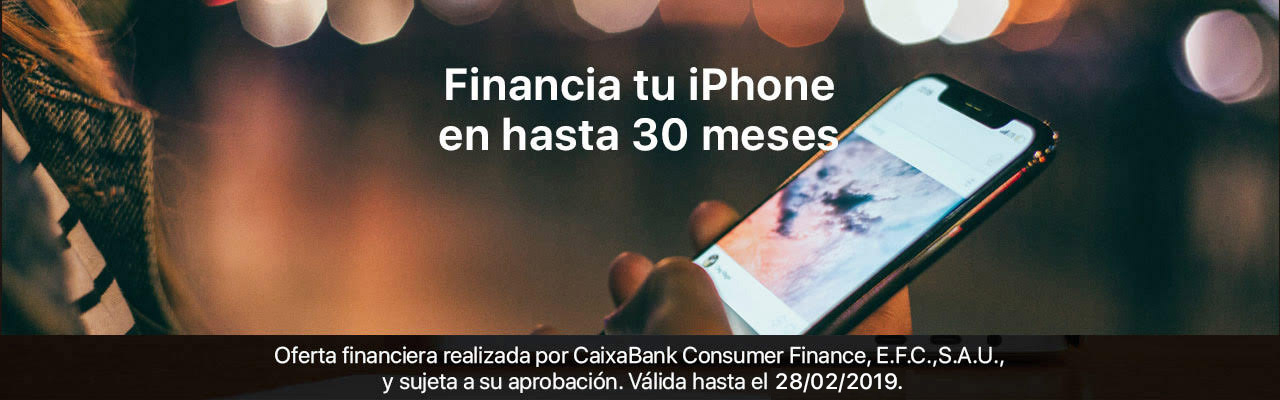 Financia tu iPhone
en hasta 30 meses
Oferta financiera realizada por CaixaBank Consumer Finance, E.F.C.,S.A.U.,
y sujeta a su aprobación. Válida hasta el 28/02/2019.